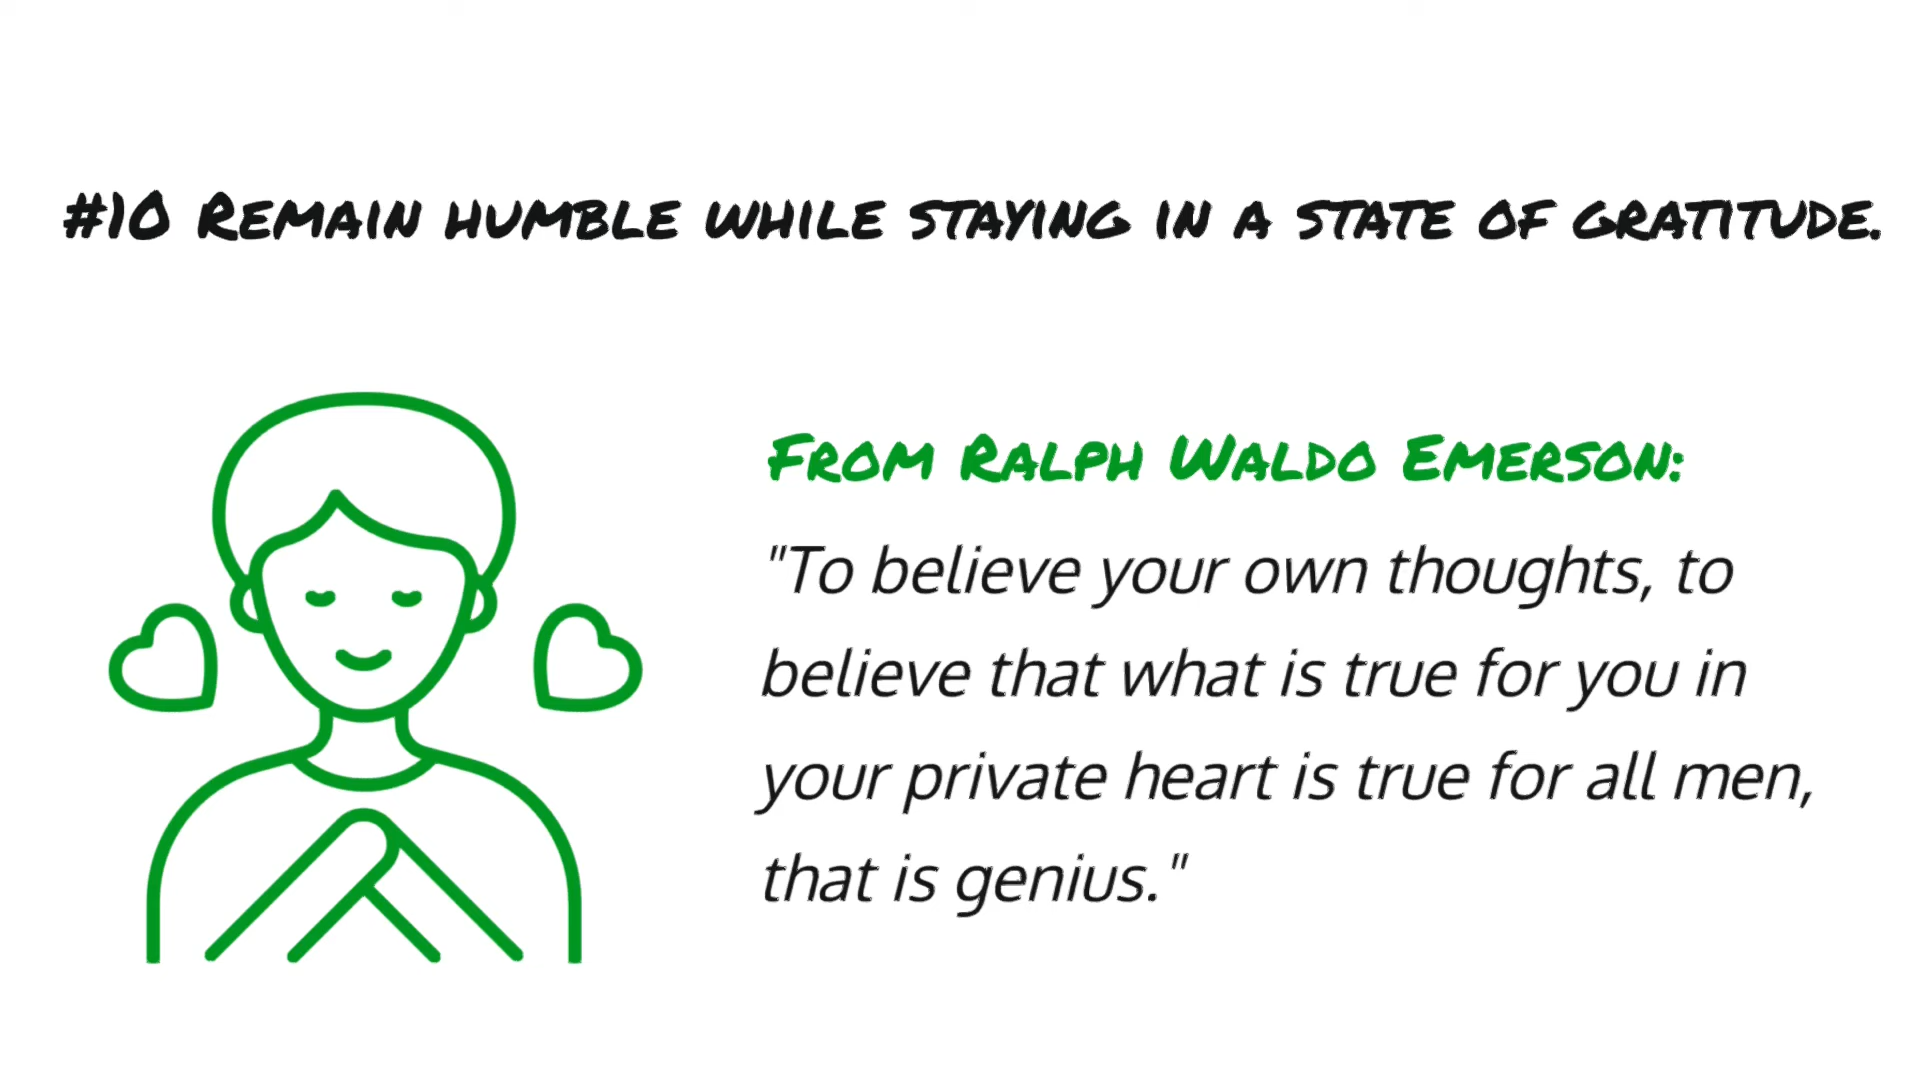 #10 Remain humble while staying in a state of gratitude.
From Ralph Waldo Emerson:
"To believe your own thoughts, to
believe that what is true for you in
your private heart is true for all men,
that is genius."